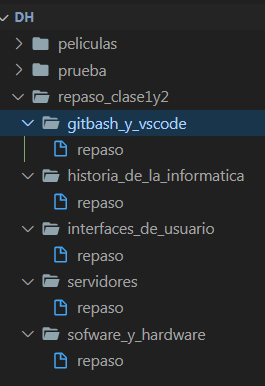 DH
peliculas
prueba
repaso_clase1y2
gitbash_y_vscode
repaso
historia_de_la_informatica
repaso
interfaces_de_usuario
repaso
servidores
repaso
sofware_y_hardware
repaso